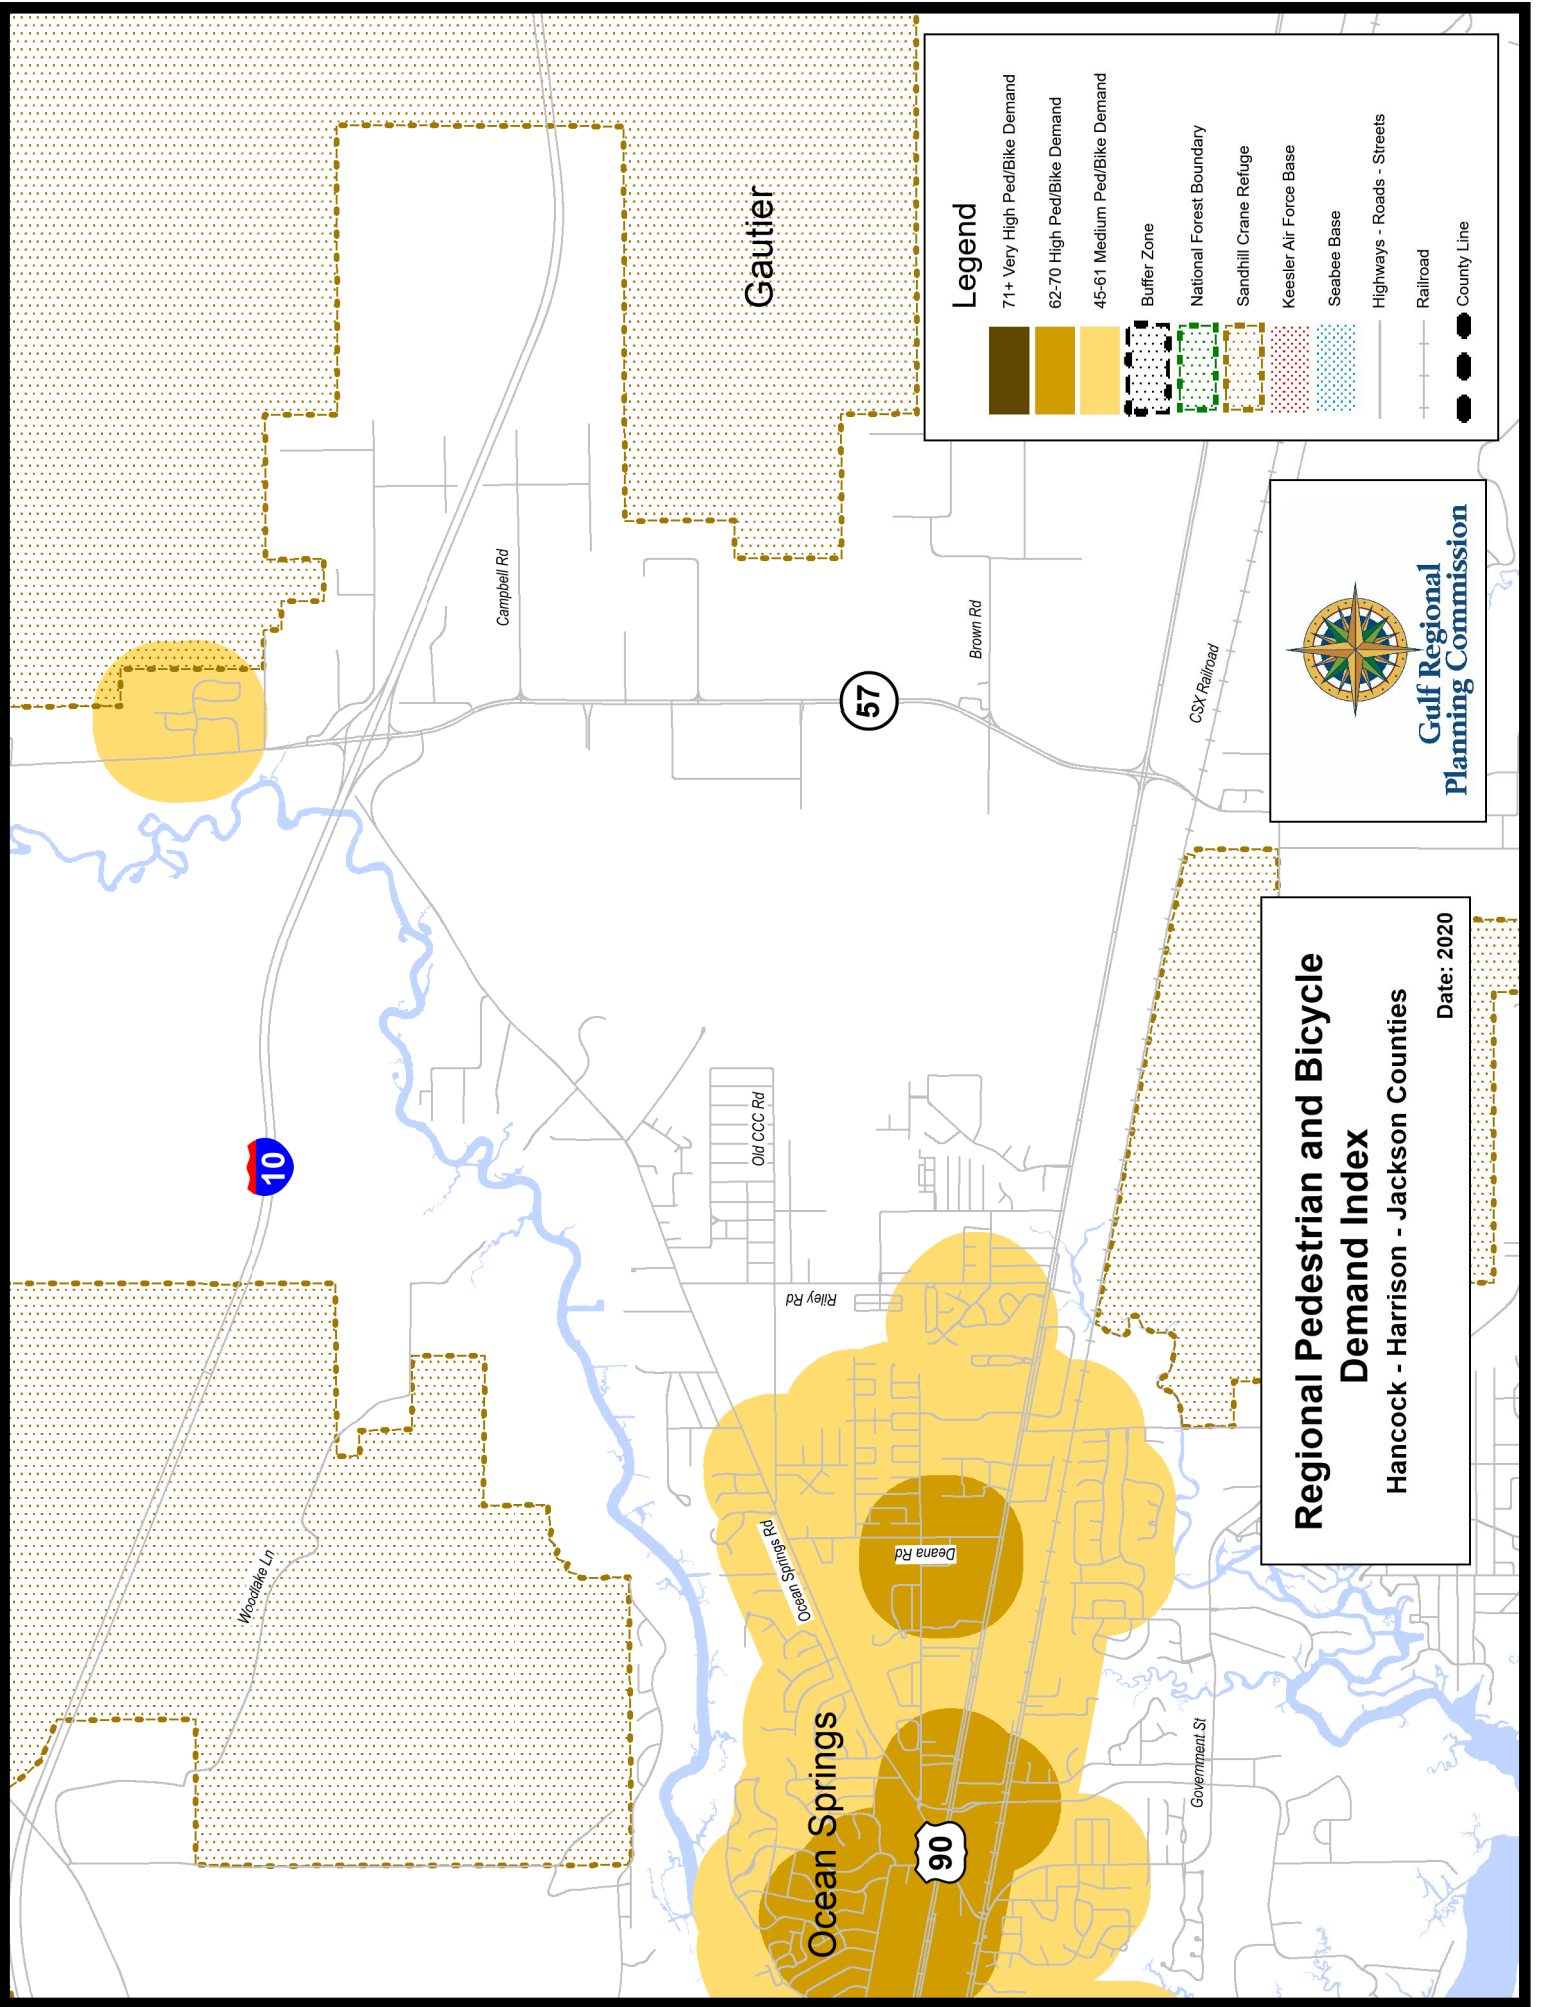 Gautier
Campbell Rd
Brown Rd
57
CSX Railroad
10
Old CCC Rd
Riley Rd
Woodlake Ln
Ocean Springs Rd
Deana Rd
Ocean Springs
90
Government St
Legend
71+ Very High Ped/Bike Demand
62-70 High Ped/Bike Demand
45-61 Medium Ped/Bike Demand
Buffer Zone
National Forest Boundary
Sandhill Crane Refuge
Keesler Air Force Base
Seabee Base
Highways - Roads - Streets
Railroad
County Line
Gulf Regional
Planning Commission
Regional Pedestrian and Bicycle
Demand Index
Hancock - Harrison - Jackson Counties
Date: 2020